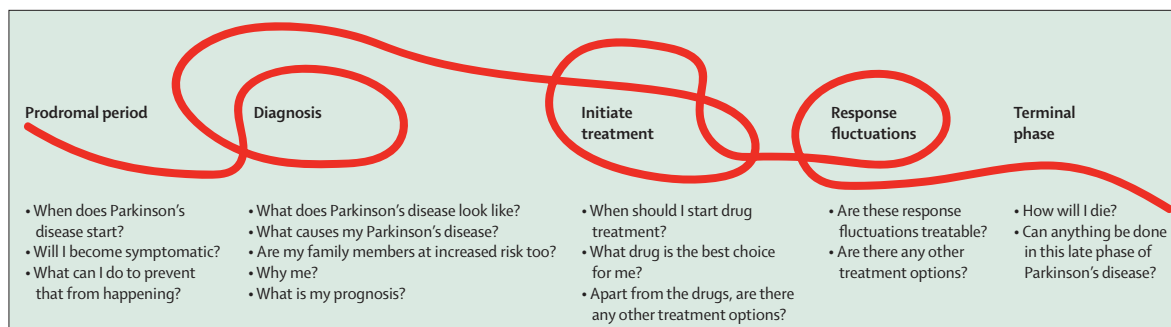 Prodromal period
• When does Parkinson's
disease start?
• Will I become symptomatic?
• What can I do to prevent
that from happening?
Diagnosis
• What does Parkinson's disease look like?
• What causes my Parkinson's disease?
• Are my family members at increased risk too?
• Why me?
• What is my prognosis?
Initiate
treatment
• When should I start drug
treatment?
• What drug is the best choice
for me?
• Apart from the drugs, are there
any other treatment options?
Response
fluctuations
• Are these response
fluctuations treatable?
• Are there any other
treatment options?
Terminal
phase
• How will I die?
• Can anything be done
in this late phase of
Parkinson's disease?